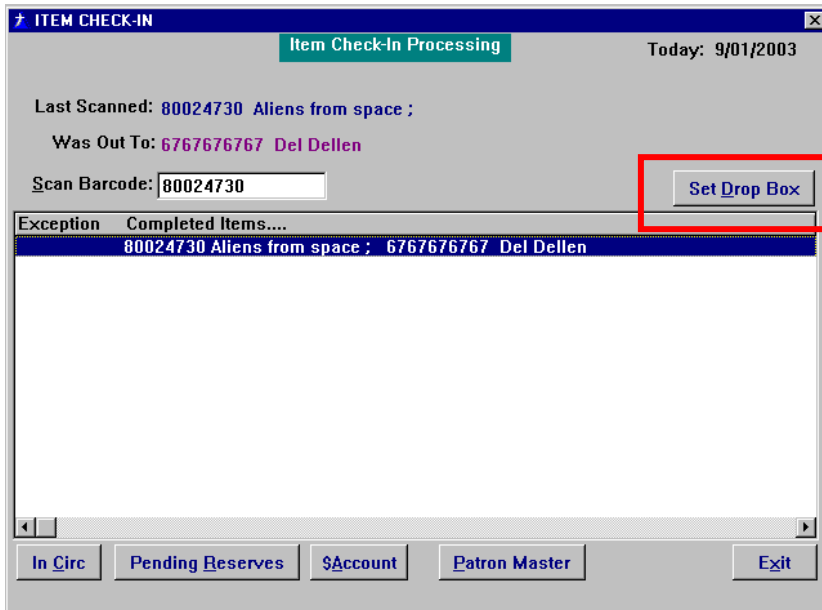 ITEM CHECK-IN
Item Check-In Processing
Today: 9/01/2003
Last Scanned: 80024730 Aliens from space ;
Was Out To: 6767676767 Del Dellen
Scan Barcode: 80024730
Set Drop Box
Exception Completed Items....
80024730 Aliens from space ; 6767676767 Del Dellen
In Circ Pending Reserves $Account Patron Master Exit